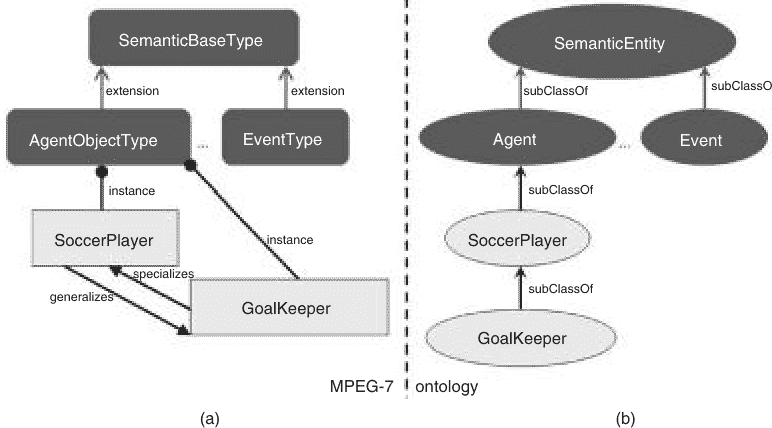 SemanticBaseType
extension
extension
AgentObjectType
...
EventType
instance
SoccerPlayer
instance
specializes
generalizes
GoalKeeper
MPEG-7
(a)
SemanticEntity
subClassOf
subClassO
Agent
...
Event
subClassOf
SoccerPlayer
subClassOf
GoalKeeper
ontology
(b)